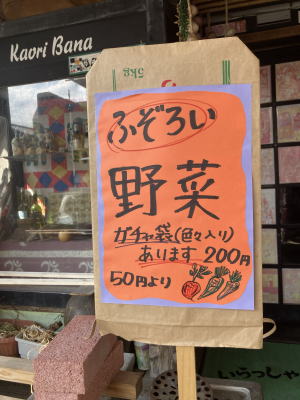 Kaori Bana
5kg
ふぞろい
野菜
ガチャ袋(色々入り)
あります 200円
50円より
いらっしゃ